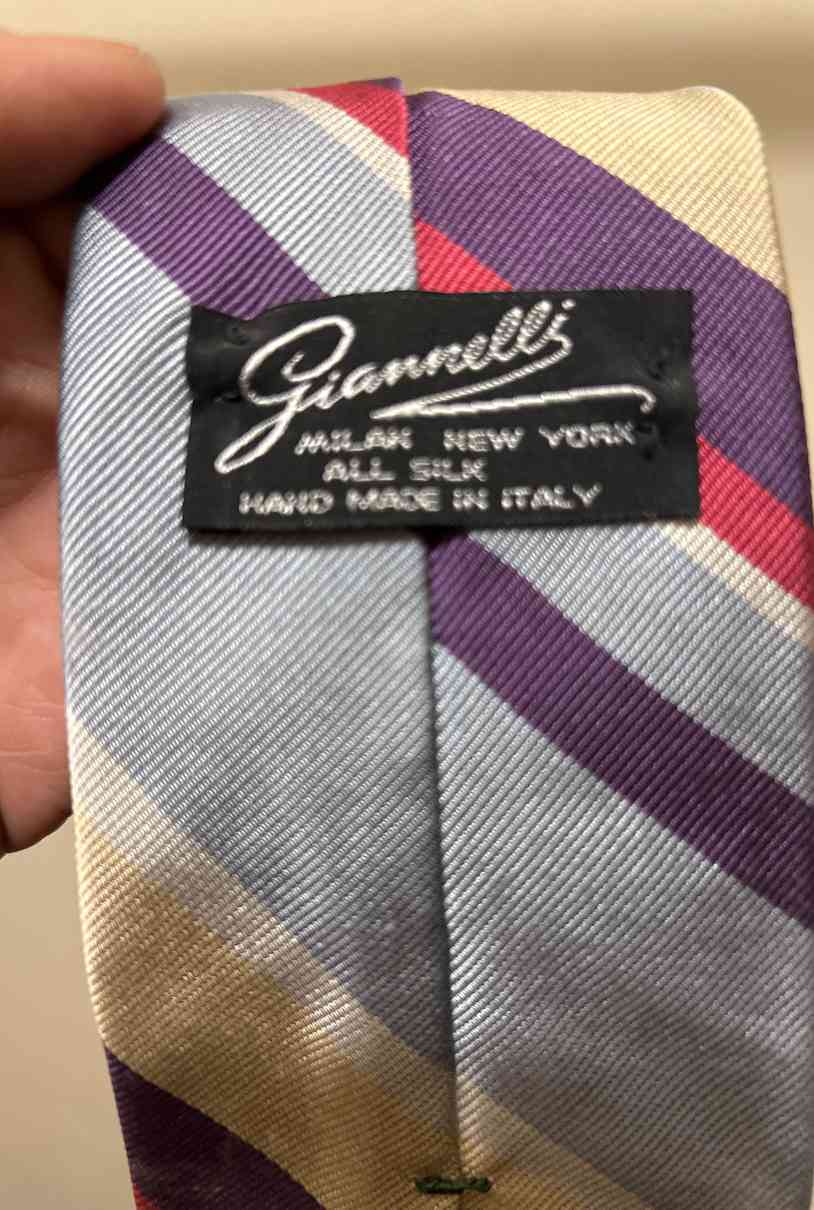 Giannelli
MILAN NEW YORK
ALL SILK
HAND MADE IN ITALY